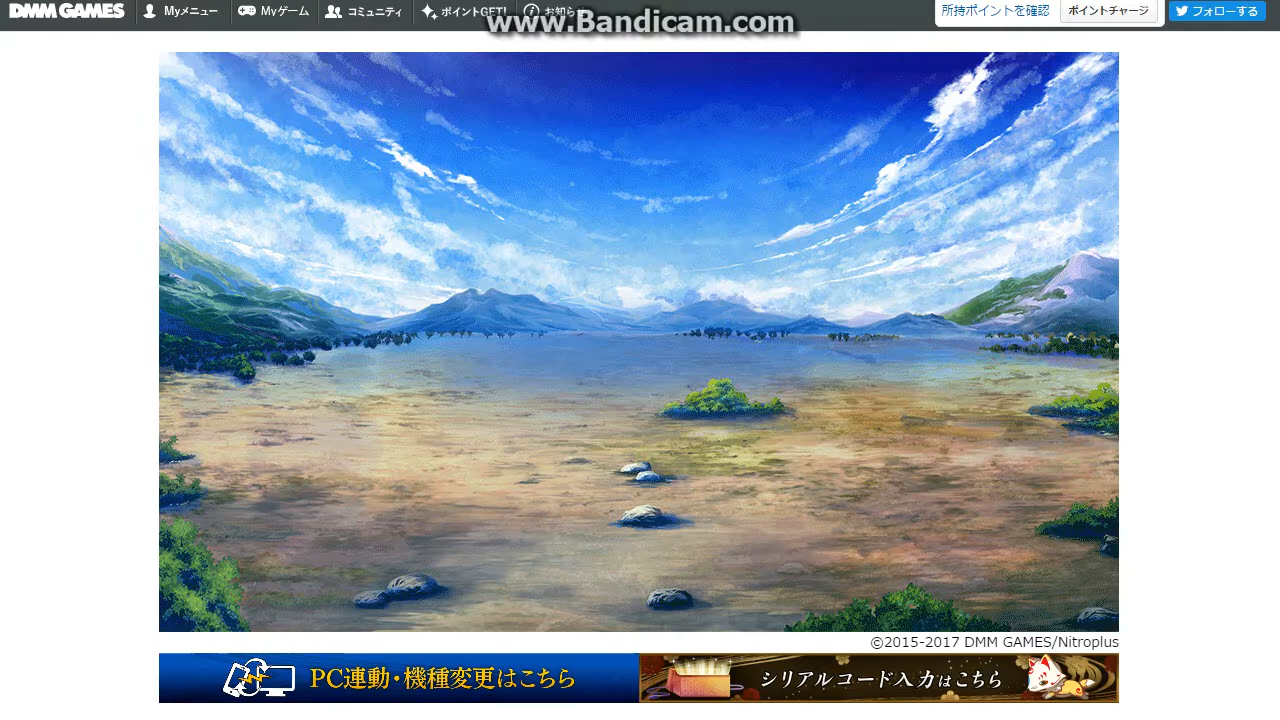 DMM GAMES Myメニュー Myゲーム コミュニティ ポイントGET! お知ら 所持ポイントを確認 ポイントチャージ フォローする
www.Bandicam.com
©2015-2017 DMM GAMES/Nitroplus
PC連動・機種変更はこちら シリアルコード入力はこちら